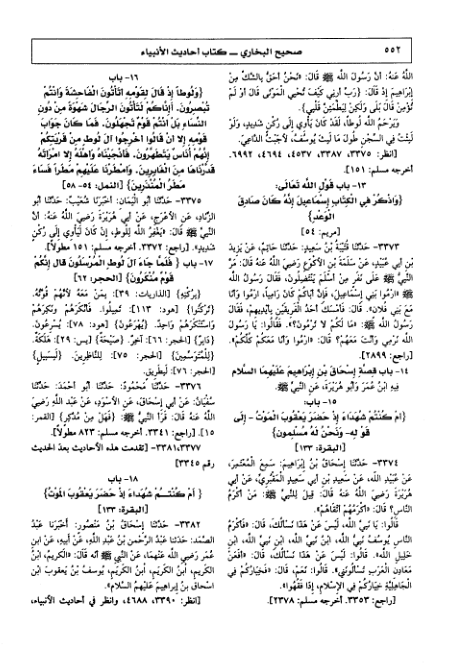 ٥٥٢
صحيح البخاري ــ كتاب أحاديث الأنبياء
اللَّهُ عَنْهُ: أَنَّ رَسُولَ اللَّهِ ﷺ قَالَ: «نَحْنُ أَحَقُّ بِالشَّكِّ مِنْ
إِبْرَاهِيمَ إِذْ قَالَ: {رَبِّ أَرِنِي كَيْفَ تُحْيِي الْمَوْتَى قَالَ أَوَ لَمْ
تُؤْمِنْ قَالَ بَلَى وَلَكِنْ لِيَطْمَئِنَّ قَلْبِي}.
وَيَرْحَمُ اللَّهُ لُوطاً، لَقَدْ كَانَ يَأْوِي إِلَى رُكْنٍ شَدِيدٍ، وَلَوْ
لَبِثْتُ فِي السِّجْنِ طُولَ مَا لَبِثَ يُوسُفُ، لأَجَبْتُ الدَّاعِيَ».
[انظر: ٣٣٧٥، ٣٣٨٧، ٤٥٣٧، ٤٦٩٤، ٦٩٩٢.
أخرجه مسلم: ١٥١].
١٣- باب قَوْلِ اللَّهِ تَعَالَى:
{وَاذْكُرْ فِي الْكِتَابِ إِسْمَاعِيلَ إِنَّهُ كَانَ صَادِقَ
الْوَعْدِ}
[مريم: ٥٤]
٣٣٧٣- حَدَّثَنَا قُتَيْبَةُ بْنُ سَعِيدٍ: حَدَّثَنَا حَاتِمٌ، عَنْ يَزِيدَ
بْنِ أَبِي عُبَيْدٍ، عَنْ سَلَمَةَ بْنِ الأَكْوَعِ رَضِيَ اللَّهُ عَنْهُ قَالَ: مَرَّ
النَّبِيُّ ﷺ عَلَى نَفَرٍ مِنْ أَسْلَمَ يَنْتَضِلُونَ، فَقَالَ رَسُولُ اللَّهِ
ﷺ: «ارْمُوا بَنِي إِسْمَاعِيلَ، فَإِنَّ أَبَاكُمْ كَانَ رَامِياً، ارْمُوا وَأَنَا
مَعَ بَنِي فُلانٍ». قَالَ: فَأَمْسَكَ أَحَدُ الْفَرِيقَيْنِ بِأَيْدِيهِمْ، فَقَالَ
رَسُولُ اللَّهِ ﷺ: «مَا لَكُمْ لا تَرْمُونَ؟». فَقَالُوا: يَا رَسُولَ
اللَّهِ نَرْمِي وَأَنْتَ مَعَهُمْ؟ قَالَ: «ارْمُوا وَأَنَا مَعَكُمْ كُلِّكُمْ».
[راجع: ٢٨٩٩].
١٤- باب قِصَّةِ إِسْحَاقَ بْنِ إِبْرَاهِيمَ عَلَيْهِمَا السَّلام
فِيهِ ابْنُ عُمَرَ وَأَبُو هُرَيْرَةَ، عَنِ النَّبِيِّ ﷺ.
١٥- باب:
{أَمْ كُنْتُمْ شُهَدَاءَ إِذْ حَضَرَ يَعْقُوبَ الْمَوْتُ - إِلَى
قَوْلِهِ- وَنَحْنُ لَهُ مُسْلِمُونَ}
[البقرة: ١٣٣]
٣٣٧٤- حَدَّثَنَا إِسْحَاقُ بْنُ إِبْرَاهِيمَ: سَمِعَ الْمُعْتَمِرَ،
عَنْ عُبَيْدِ اللَّهِ، عَنْ سَعِيدِ بْنِ أَبِي سَعِيدٍ الْمَقْبُرِيِّ، عَنْ أَبِي
هُرَيْرَةَ رَضِيَ اللَّهُ عَنْهُ قَالَ: قِيلَ لِلنَّبِيِّ ﷺ: مَنْ أَكْرَمُ
النَّاسِ؟ قَالَ: «أَكْرَمُهُمْ أَتْقَاهُمْ».
قَالُوا: يَا نَبِيَّ اللَّهِ، لَيْسَ عَنْ هَذَا نَسْأَلُكَ، قَالَ: «فَأَكْرَمُ
النَّاسِ يُوسُفُ نَبِيُّ اللَّهِ، ابْنُ نَبِيِّ اللَّهِ، ابْنِ نَبِيِّ اللَّهِ، ابْنِ
خَلِيلِ اللَّهِ». قَالُوا: لَيْسَ عَنْ هَذَا نَسْأَلُكَ، قَالَ: «أَفَعَنْ
مَعَادِنِ الْعَرَبِ تَسْأَلُونِي». قَالُوا: نَعَمْ، قَالَ: «فَخِيَارُكُمْ فِي
الْجَاهِلِيَّةِ خِيَارُكُمْ فِي الإِسْلامِ، إِذَا فَقُهُوا».
[راجع: ٣٣٥٣. أخرجه مسلم: ٢٣٧٨].
١٦- باب
{وَلُوطاً إِذْ قَالَ لِقَوْمِهِ أَتَأْتُونَ الْفَاحِشَةَ وَأَنْتُمْ
تُبْصِرُونَ. أَإِنَّكُمْ لَتَأْتُونَ الرِّجَالَ شَهْوَةً مِنْ دُونِ
النِّسَاءِ بَلْ أَنْتُمْ قَوْمٌ تَجْهَلُونَ. فَمَا كَانَ جَوَابَ
قَوْمِهِ إِلا أَنْ قَالُوا أَخْرِجُوا آلَ لُوطٍ مِنْ قَرْيَتِكُمْ
إِنَّهُمْ أُنَاسٌ يَتَطَهَّرُونَ. فَأَنْجَيْنَاهُ وَأَهْلَهُ إِلا امْرَأَتَهُ
قَدَّرْنَاهَا مِنَ الْغَابِرِينَ. وَأَمْطَرْنَا عَلَيْهِمْ مَطَراً فَسَاءَ
مَطَرُ الْمُنْذَرِينَ} [النمل: ٥٤- ٥٨]
٣٣٧٥- حَدَّثَنَا أَبُو الْيَمَانِ: أَخْبَرَنَا شُعَيْبٌ: حَدَّثَنَا أَبُو
الزِّنَادِ، عَنِ الأَعْرَجِ، عَنْ أَبِي هُرَيْرَةَ رَضِيَ اللَّهُ عَنْهُ: أَنَّ
النَّبِيَّ ﷺ قَالَ: «يَغْفِرُ اللَّهُ لِلُوطٍ، إِنْ كَانَ لَيَأْوِي إِلَى رُكْنٍ
شَدِيدٍ». [راجع: ٣٣٧٢. أخرجه مسلم: ١٥١ مطولاً].
١٧- باب {فَلَمَّا جَاءَ آلَ لُوطٍ الْمُرْسَلُونَ قَالَ إِنَّكُمْ
قَوْمٌ مُنْكَرُونَ} [الحجر: ٦٢]
{بِرُكْنِهِ} [الذاريات: ٣٩]: بِمَنْ مَعَهُ لأَنَّهُمْ قُوَّتُهُ.
{تَرْكَنُوا} [هود: ١١٣]: تَمِيلُوا. فَأَنْكَرَهُمْ وَنَكِرَهُمْ
وَاسْتَنْكَرَهُمْ وَاحِدٌ. {يُهْرَعُونَ} [هود: ٧٨]: يُسْرِعُونَ.
{دَابِرَ} [الحجر: ٦٦]: آخِرَ. {صَيْحَةً} [يس: ٢٩]: هَلَكَةً.
{لِلْمُتَوَسِّمِينَ} [الحجر: ٧٥]: لِلنَّاظِرِينَ. {لَبِسَبِيلٍ}
[الحجر: ٧٦]: لَبِطَرِيقٍ.
٣٣٧٦- حَدَّثَنَا مَحْمُودٌ: حَدَّثَنَا أَبُو أَحْمَدَ: حَدَّثَنَا
سُفْيَانُ: عَنْ أَبِي إِسْحَاقَ، عَنِ الأَسْوَدِ، عَنْ عَبْدِ اللَّهِ رَضِيَ
اللَّهُ عَنْهُ قَالَ: قَرَأَ النَّبِيُّ ﷺ: {فَهَلْ مِنْ مُدَّكِرٍ} [القمر:
١٥]. [راجع: ٣٣٤١. أخرجه مسلم: ٨٢٣ مطولاً].
٣٣٧٧،٣٣٨١- [تقدمت هذه الأحاديث بعد الحديث
رقم ٣٣٤٥]
١٨- باب
{أَمْ كُنْتُمْ شُهَدَاءَ إِذْ حَضَرَ يَعْقُوبَ الْمَوْتُ}
[البقرة: ١٣٣]
٣٣٨٢- حَدَّثَنَا إِسْحَاقُ بْنُ مَنْصُورٍ: أَخْبَرَنَا عَبْدُ
الصَّمَدِ: حَدَّثَنَا عَبْدُ الرَّحْمَنِ بْنُ عَبْدِ اللَّهِ، عَنْ أَبِيهِ، عَنِ ابْنِ
عُمَرَ رَضِيَ اللَّهُ عَنْهُمَا، عَنِ النَّبِيِّ ﷺ أَنَّهُ قَالَ: «الْكَرِيمُ، ابْنُ
الْكَرِيمِ، ابْنِ الْكَرِيمِ، ابْنِ الْكَرِيمِ، يُوسُفُ بْنُ يَعْقُوبَ ابْنِ
إِسْحَاقَ بْنِ إِبْرَاهِيمَ عَلَيْهِمُ السَّلام».
[انظر: ٣٣٩٠، ٤٦٨٨، وانظر في أحاديث الأنبياء،